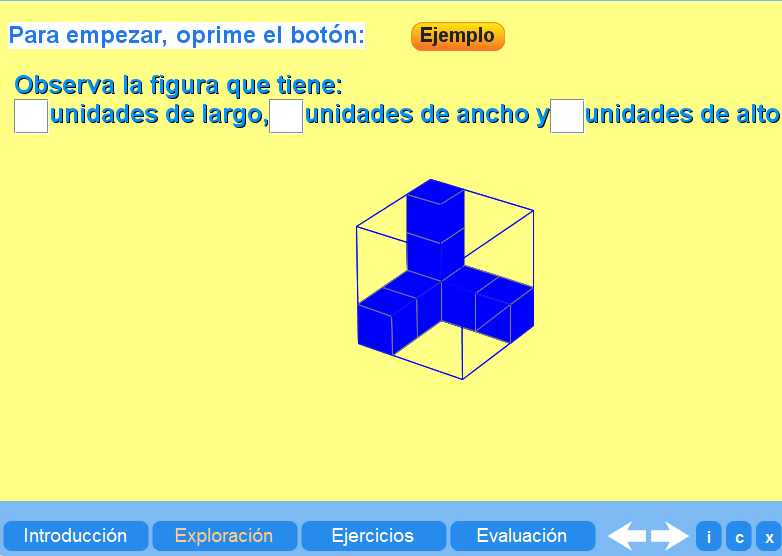 Para empezar, oprime el botón: Ejemplo
Observa la figura que tiene:
unidades de largo, unidades de ancho y unidades de alto
Introducción Exploración Ejercicios Evaluación i c x